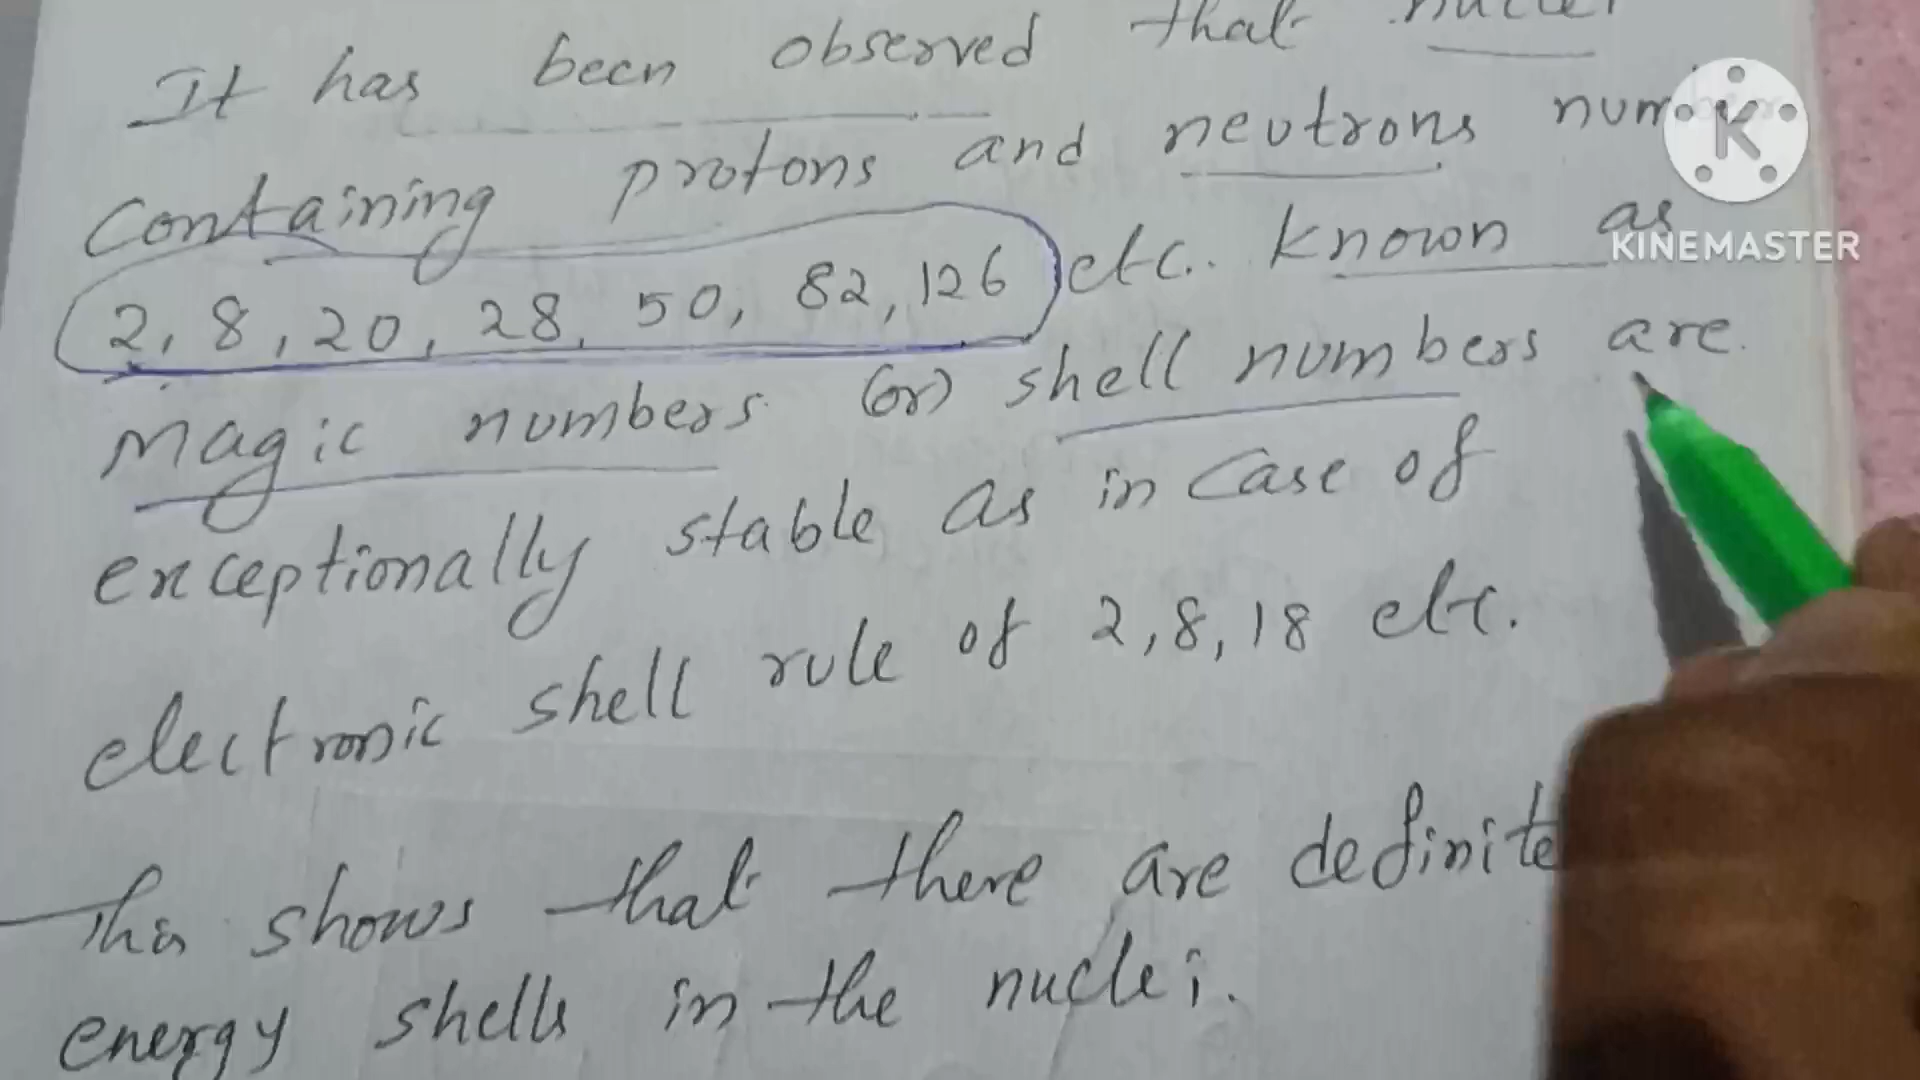 It has been observed that nuclei
containing protons and neutrons number
2, 8, 20, 28, 50, 82, 126 etc.. known as
magic numbers (or) shell numbers are
exceptionally stable as in case of
electronic shell rule of 2, 8, 18 etc.
This shows that there are definite
energy shells in the nuclei.
KINEMASTER